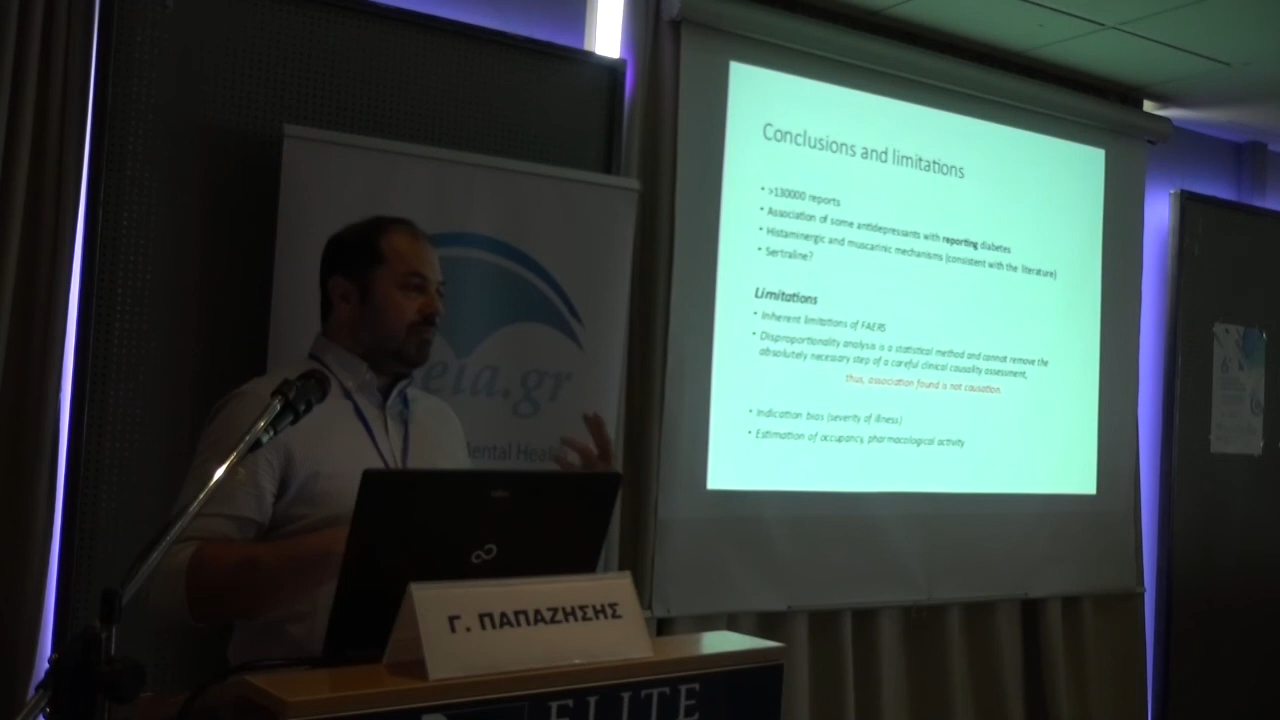 Conclusions and limitations
• >130000 reports
• Association of some antidepressants with reporting diabetes
• Histaminergic and muscarinic mechanisms (consistent with the literature)
• Sertraline?
Limitations
• Inherent limitations of FAERS
• Disproportionality analysis is a statistical method and cannot remove the
absolutely necessary step of a careful clinical causality assessment,
thus, association found is not causation.
• Indication bias (severity of illness)
• Estimation of occupancy, pharmacological activity
eia.gr
Mental Health
Γ. ΠΑΠΑΖΗΣΗΣ
ELITE